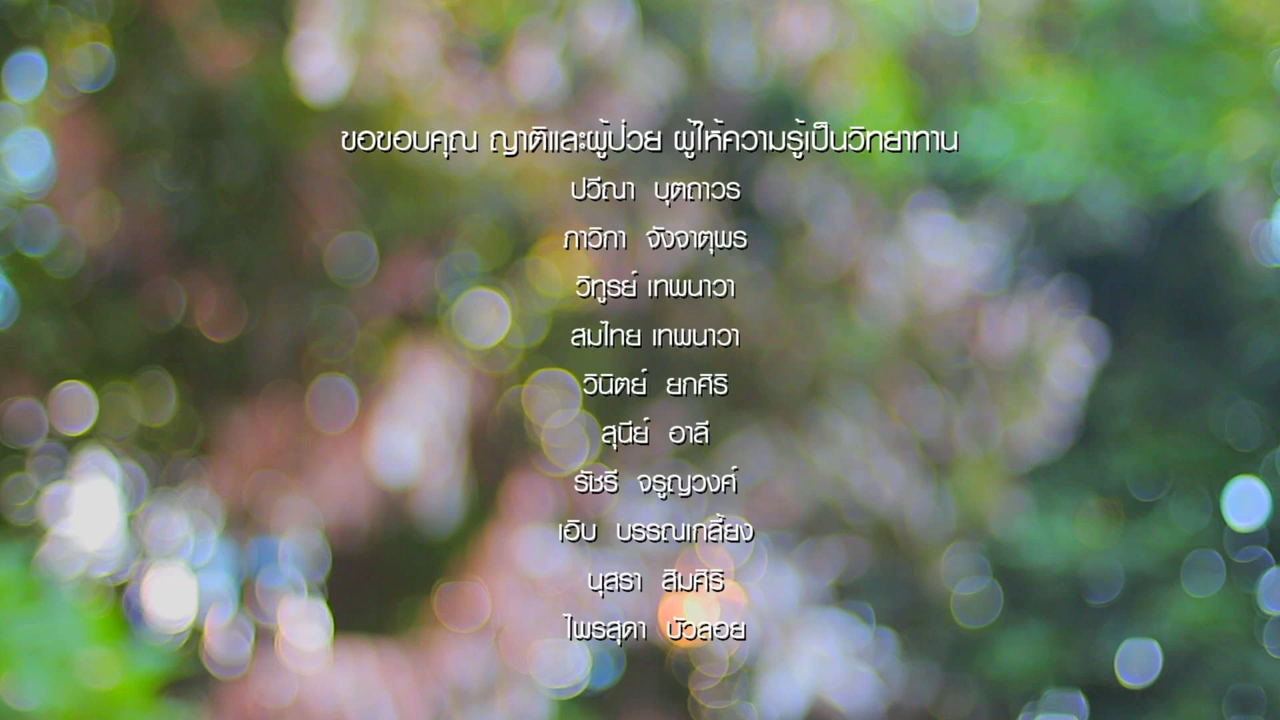 ขอขอบคุณ ญาติและผู้ป่วย ผู้ให้ความรู้เป็นวิทยาทาน
ปวีณา บุตถาวร
ภาวิกา จังจาตุพร
วิทูรย์ เทพนาวา
สมไทย เทพนาวา
วินิตย์ ยกศิริ
สุนีย์ อาลี
รัชรี จรูญวงศ์
เอิบ บรรณเกลี้ยง
นุสรา สิมศิริ
ไพรสุดา บัวลอย